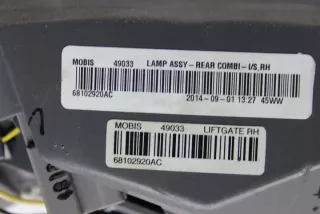 MOBIS 49033 LAMP ASSY-REAR COMBI-I/S,RH
68102920AC 2014-09-01 13:27 45WW
MOBIS 49033 LIFTGATE RH
68102920AC